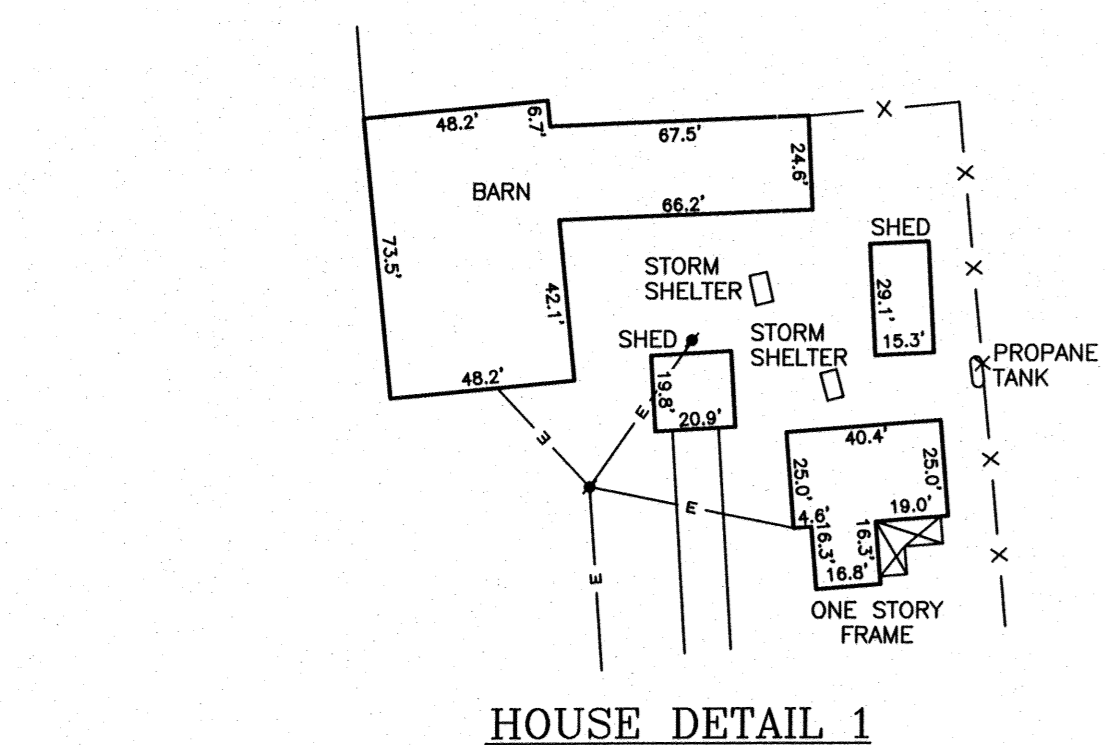 48.2'
6.7'
67.5'
24.6'
BARN
66.2'
73.5'
42.1'
48.2'
SHED
29.1'
15.3'
STORM
SHELTER
STORM
SHELTER
SHED
19.8'
20.9'
PROPANE
TANK
X
X
X
X
X
X
E
E
E
E
40.4'
25.0'
25.0'
4.6'
19.0'
16.3'
16.3'
16.8'
ONE STORY
FRAME
HOUSE DETAIL 1